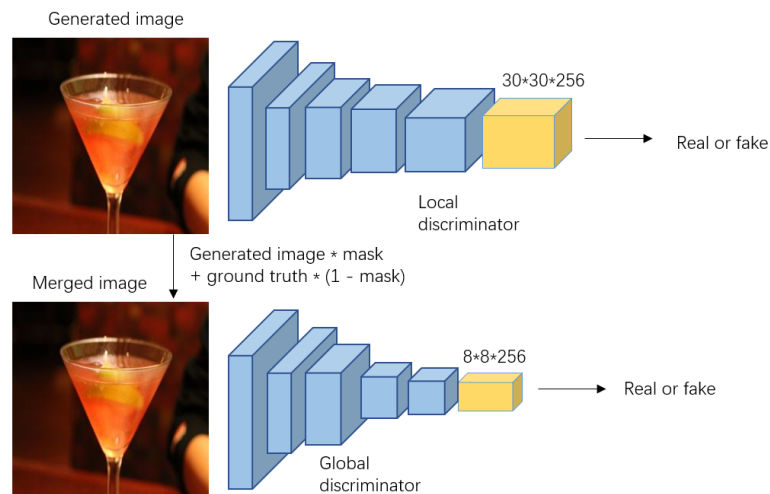 Generated image
30*30*256
Real or fake
Local
discriminator
Generated image * mask
+ ground truth * (1 - mask)
Merged image
8*8*256
Real or fake
Global
discriminator